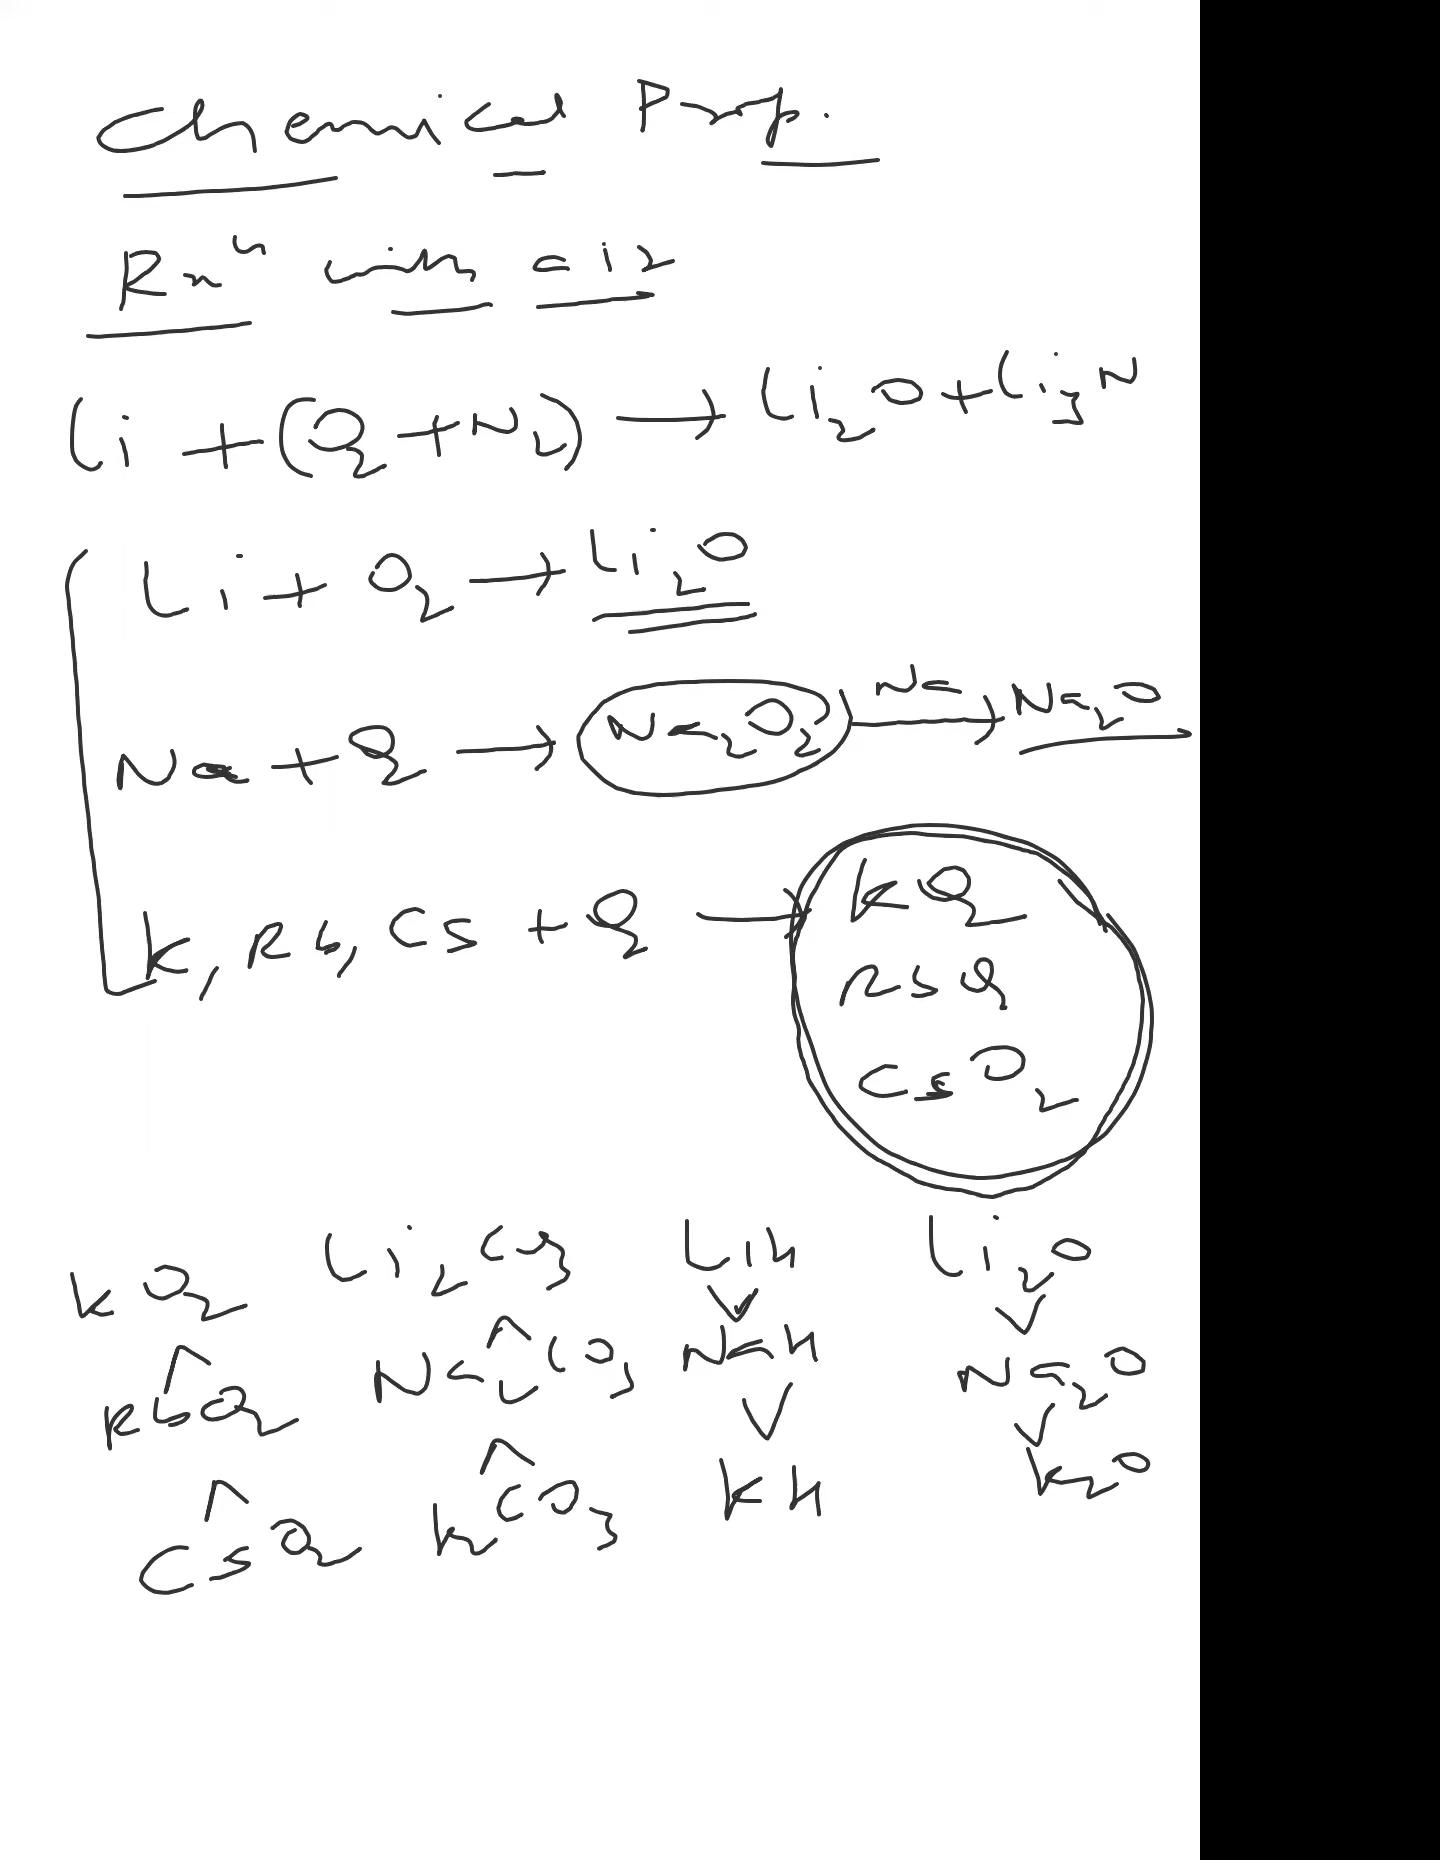 Chemical Prop.
Rxⁿ with air
Li + (O₂ + N₂) → Li₂O + Li₃N
Li + O₂ → Li₂O
Na + O₂ → Na₂O₂ →(Na) Na₂O
K, Rb, Cs + O₂ → KO₂
RbO₂
CsO₂
KO₂ Li₂CO₃ LiH Li₂O
∧ ∧ ∨ ∨
RbO₂ Na₂CO₃ NaH Na₂O
∧ ∧ ∨ ∨
CsO₂ K₂CO₃ KH K₂O